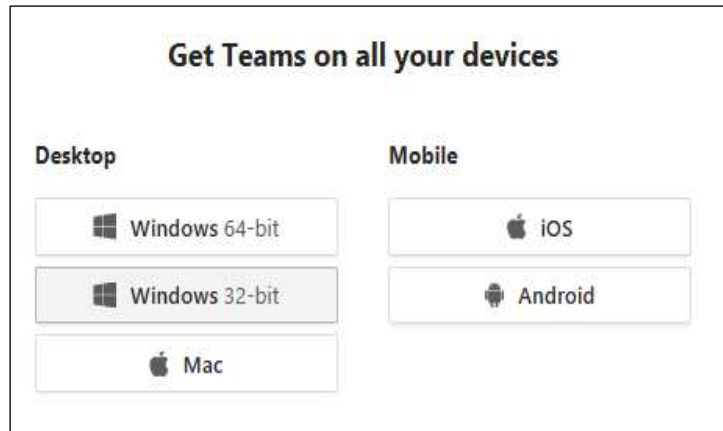 Get Teams on all your devices
Desktop
Windows 64-bit
Windows 32-bit
Mac
Mobile
iOS
Android